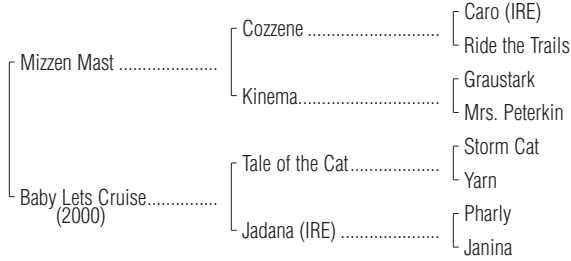 Caro (IRE)
Cozzene ........................................
Ride the Trails
Mizzen Mast .....................
Graustark
Kinema............................................
Mrs. Peterkin
Storm Cat
Tale of the Cat...........................
Yarn
Baby Lets Cruise...............
(2000)
Pharly
Jadana (IRE) ..............................
Janina